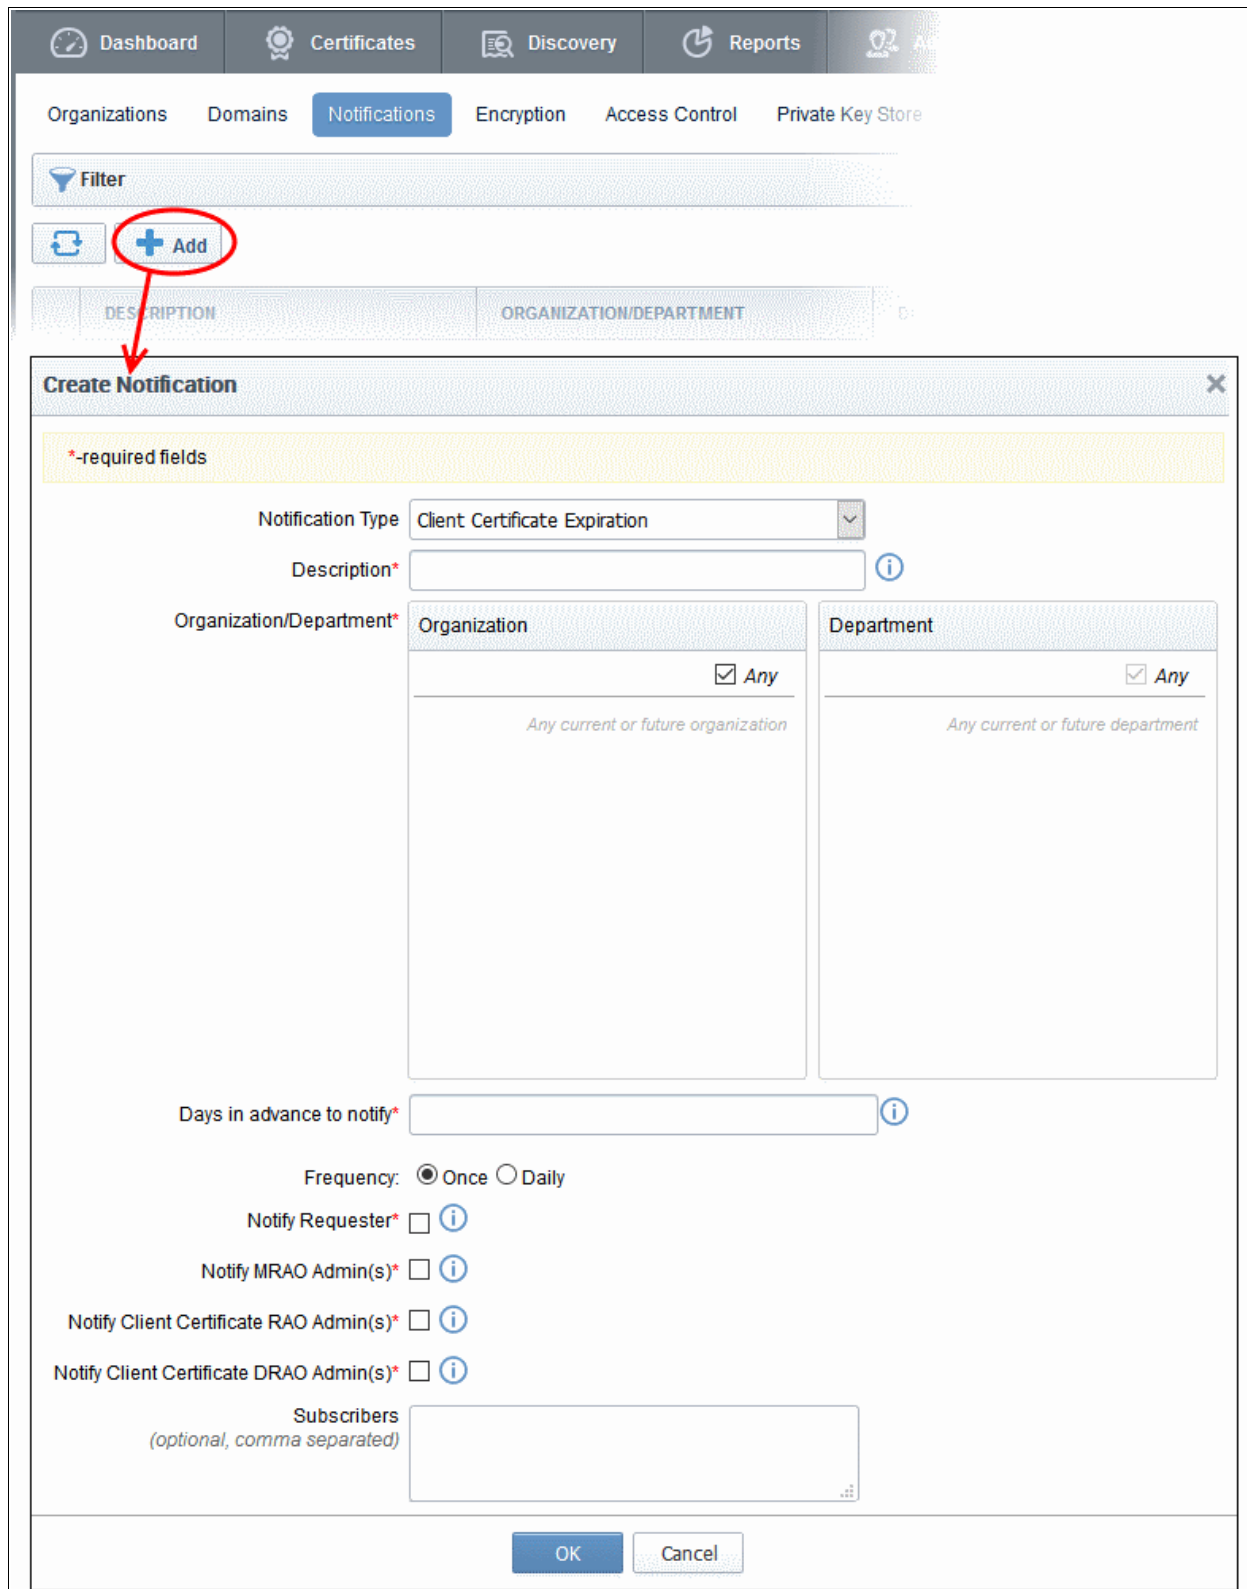 Dashboard Certificates Discovery Reports
Organizations Domains Notifications Encryption Access Control Private Key Store
Filter
Add
DESCRIPTION ORGANIZATION/DEPARTMENT
Create Notification
*-required fields
Notification Type Client Certificate Expiration
Description*
Organization/Department* Organization Department
Any Any
Any current or future organization Any current or future department
Days in advance to notify*
Frequency: Once Daily
Notify Requester*
Notify MRAO Admin(s)*
Notify Client Certificate RAO Admin(s)*
Notify Client Certificate DRAO Admin(s)*
Subscribers
(optional, comma separated)
OK Cancel